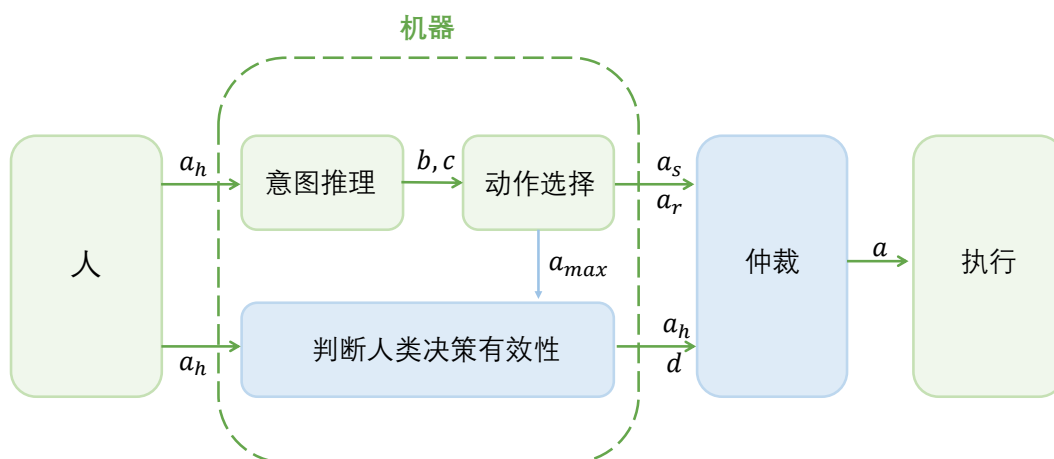 机器
人
a_h
意图推理
b, c
动作选择
a_s
a_r
仲裁
a
执行
a_max
a_h
判断人类决策有效性
a_h
d